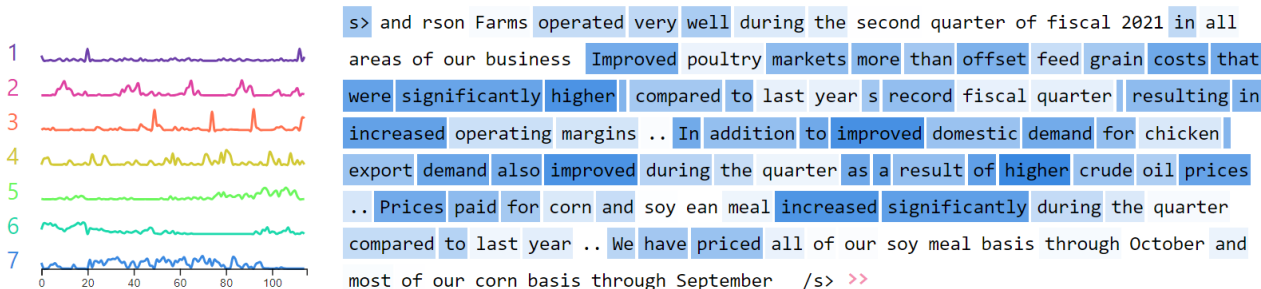 s> and rson Farms operated very well during the second quarter of fiscal 2021 in all
areas of our business Improved poultry markets more than offset feed grain costs that
were significantly higher compared to last year s record fiscal quarter resulting in
increased operating margins .. In addition to improved domestic demand for chicken
export demand also improved during the quarter as a result of higher crude oil prices
.. Prices paid for corn and soy ean meal increased significantly during the quarter
compared to last year .. We have priced all of our soy meal basis through October and
most of our corn basis through September /s> >>
1
2
3
4
5
6
7
0 20 40 60 80 100